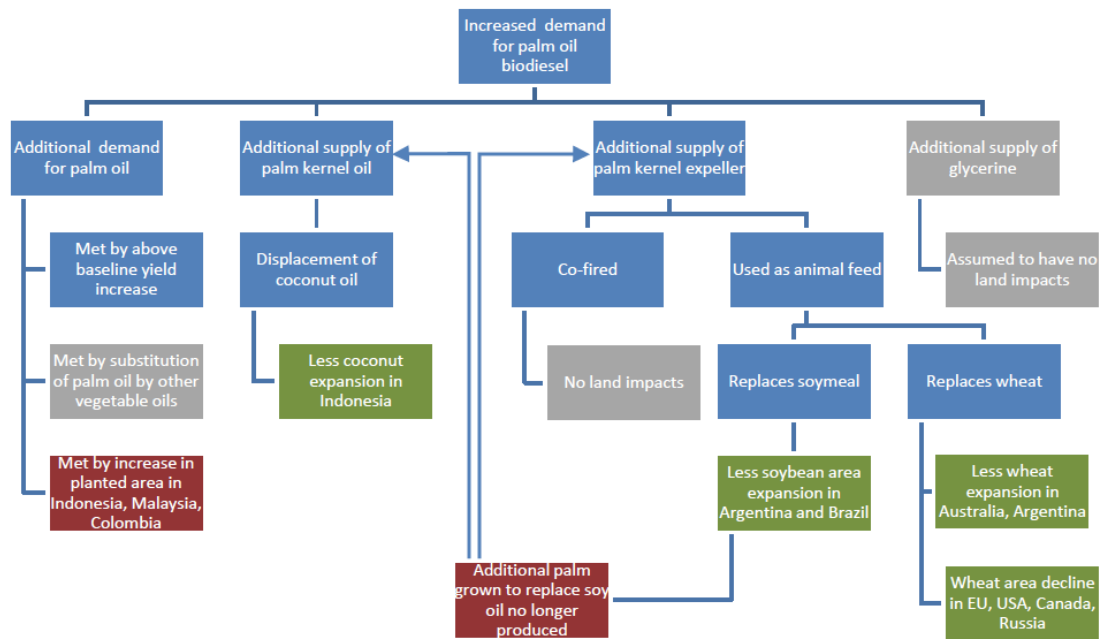 Increased demand
for palm oil
biodiesel
Additional demand
for palm oil
Additional supply of
palm kernel oil
Additional supply of
palm kernel expeller
Additional supply of
glycerine
Met by above
baseline yield
increase
Displacement of
coconut oil
Co-fired
Used as animal feed
Assumed to have no
land impacts
Met by substitution
of palm oil by other
vegetable oils
Less coconut
expansion in
Indonesia
No land impacts
Replaces soymeal
Replaces wheat
Met by increase in
planted area in
Indonesia, Malaysia,
Colombia
Less soybean area
expansion in
Argentina and Brazil
Less wheat
expansion in
Australia, Argentina
Additional palm
grown to replace soy
oil no longer
produced
Wheat area decline
in EU, USA, Canada,
Russia